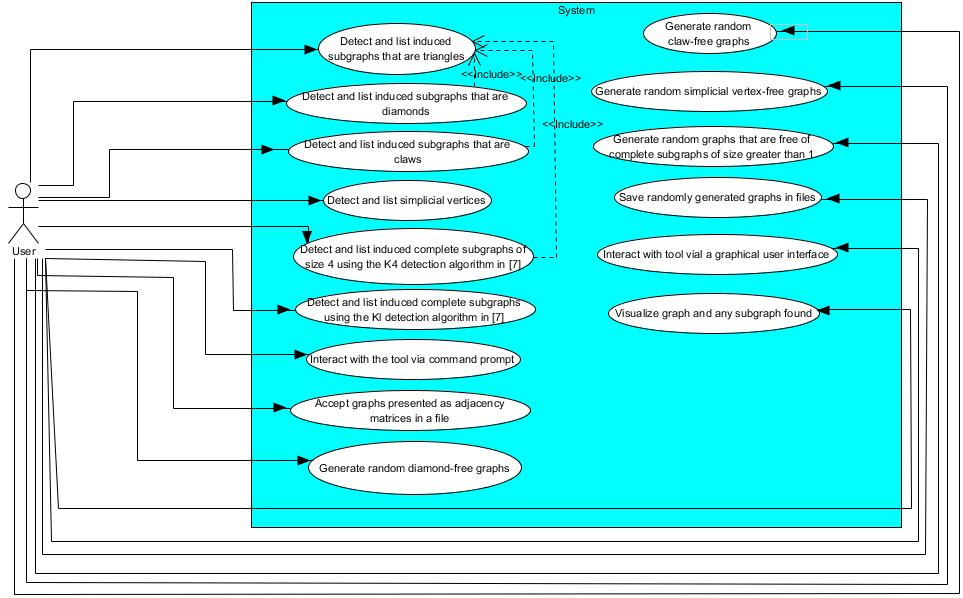 System
Detect and list induced
subgraphs that are triangles
<<Include>>
<<Include>>
Detect and list induced subgraphs that are
diamonds
<<Include>>
Detect and list induced subgraphs that are
claws
Detect and list simplicial vertices
User
Detect and list induced complete subgraphs of
size 4 using the K4 detection algorithm in [7]
Detect and list induced complete subgraphs
using the Kl detection algorithm in [7]
Interact with the tool via command prompt
Accept graphs presented as adjacency
matrices in a file
Generate random diamond-free graphs
Generate random
claw-free graphs
Generate random simplicial vertex-free graphs
Generate random graphs that are free of
complete subgraphs of size greater than 1
Save randomly generated graphs in files
Interact with tool vial a graphical user interface
Visualize graph and any subgraph found